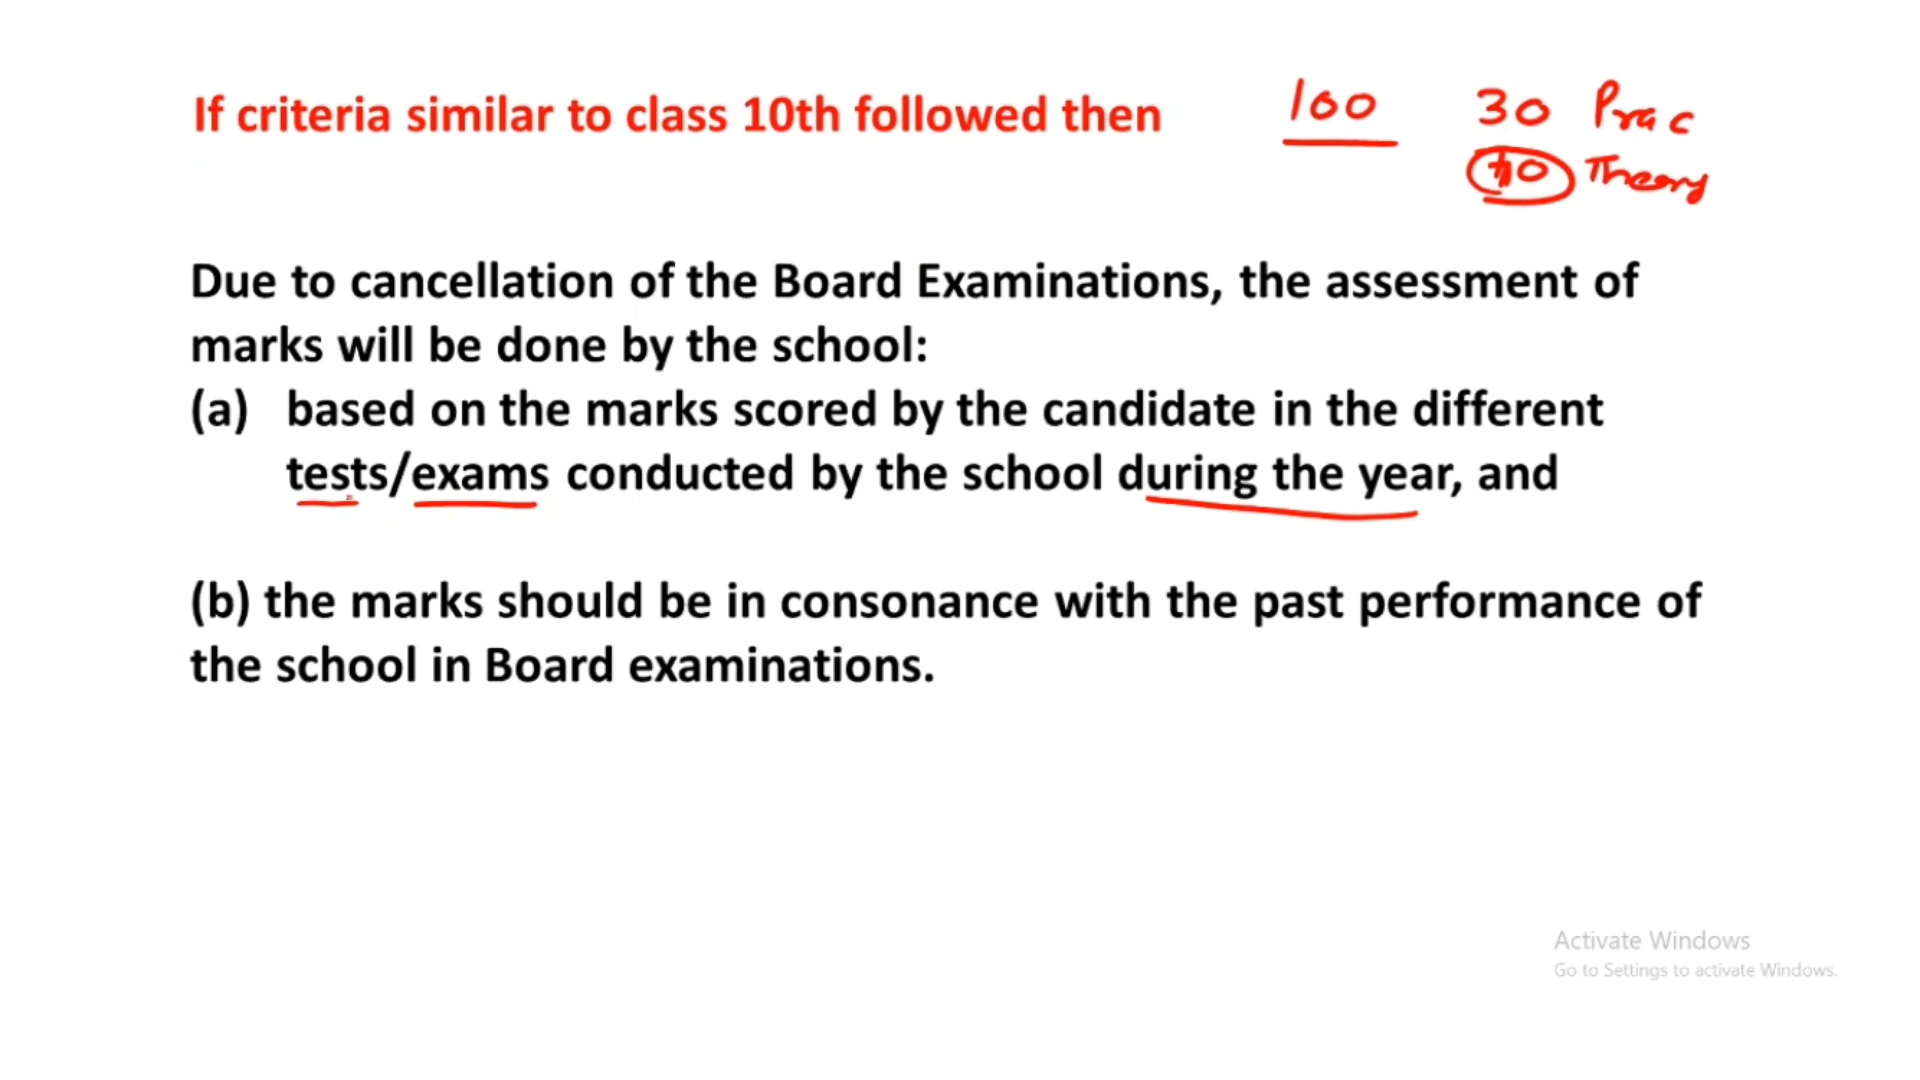 If criteria similar to class 10th followed then 100 30 Prac
70 Theory
Due to cancellation of the Board Examinations, the assessment of
marks will be done by the school:
(a) based on the marks scored by the candidate in the different
tests/exams conducted by the school during the year, and
(b) the marks should be in consonance with the past performance of
the school in Board examinations.
Activate Windows
Go to Settings to activate Windows.